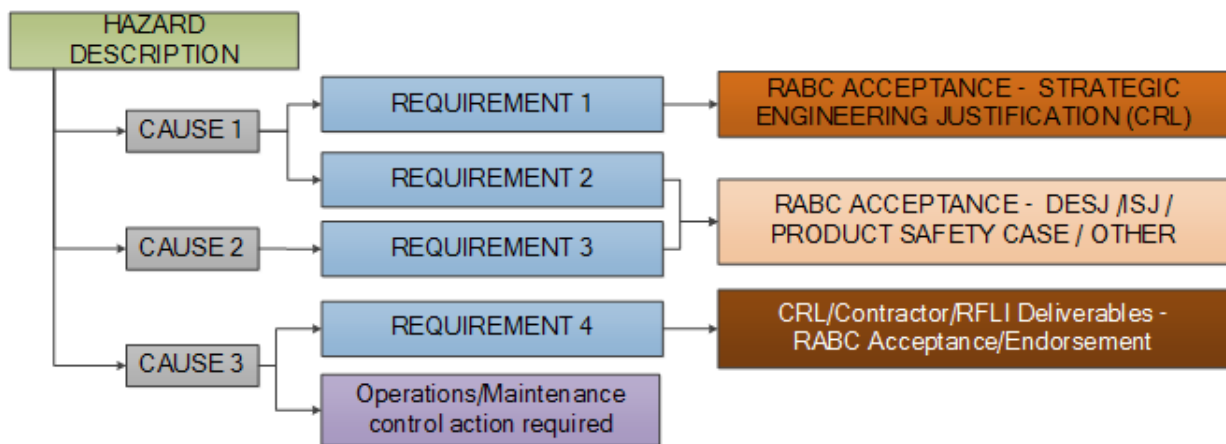 HAZARD
DESCRIPTION
CAUSE 1
REQUIREMENT 1
RABC ACCEPTANCE - STRATEGIC
ENGINEERING JUSTIFICATION (CRL)
REQUIREMENT 2
CAUSE 2
REQUIREMENT 3
RABC ACCEPTANCE - DESJ /ISJ /
PRODUCT SAFETY CASE / OTHER
CAUSE 3
REQUIREMENT 4
CRL/Contractor/RFLI Deliverables -
RABC Acceptance/Endorsement
Operations/Maintenance
control action required